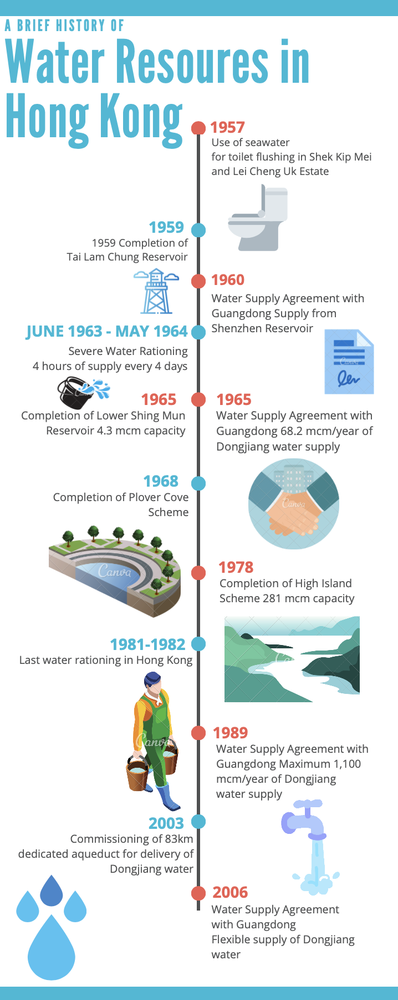 A BRIEF HISTORY OF
Water Resoures in
Hong Kong
1957
Use of seawater
for toilet flushing in Shek Kip Mei
and Lei Cheng Uk Estate
1959
1959 Completion of
Tai Lam Chung Reservoir
1960
Water Supply Agreement with
Guangdong Supply from
Shenzhen Reservoir
Canva
JUNE 1963 - MAY 1964
Severe Water Rationing
4 hours of supply every 4 days
1965
Completion of Lower Shing Mun
Reservoir 4.3 mcm capacity
1965
Water Supply Agreement with
Guangdong 68.2 mcm/year of
Dongjiang water supply
Canva
1968
Completion of Plover Cove
Scheme
Canva
1978
Completion of High Island
Scheme 281 mcm capacity
1981-1982
Last water rationing in Hong Kong
Canva
1989
Water Supply Agreement with
Guangdong Maximum 1,100
mcm/year of Dongjiang
water supply
2003
Commissioning of 83km
dedicated aqueduct for delivery of
Dongjiang water
2006
Water Supply Agreement
with Guangdong
Flexible supply of Dongjiang
water